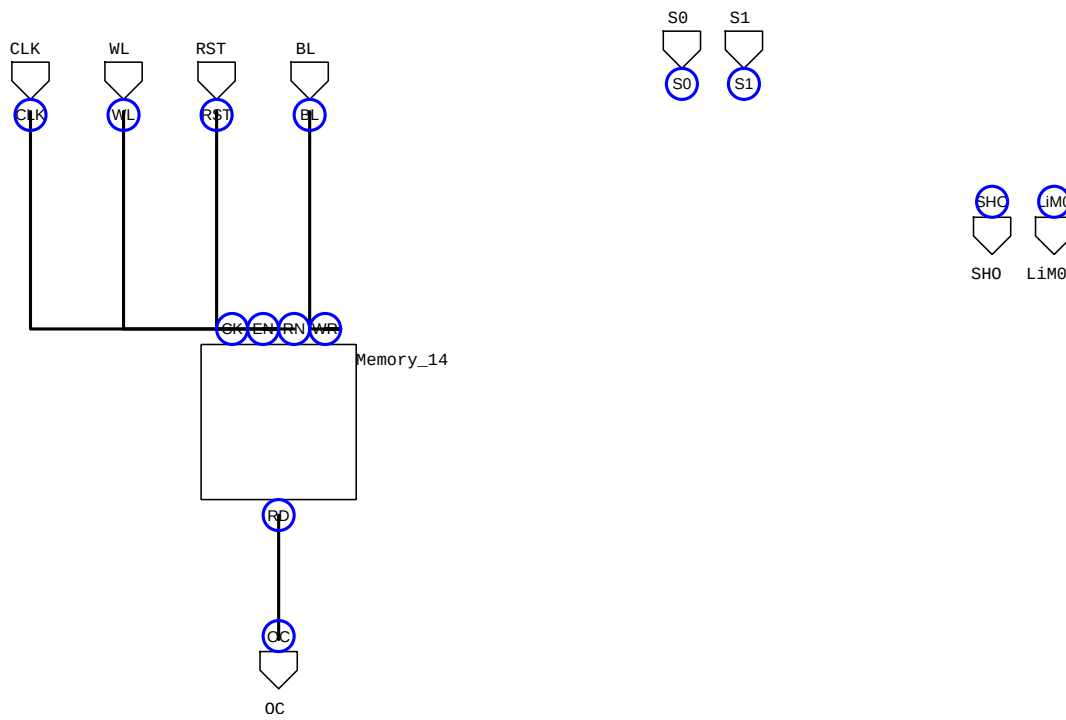 S0 S1
CLK WL RST BL
S0 S1
CLK WL RST BL
SHO LiM0
SHO LiM0
CK EN RN WR
Memory_14
RD
OC
OC